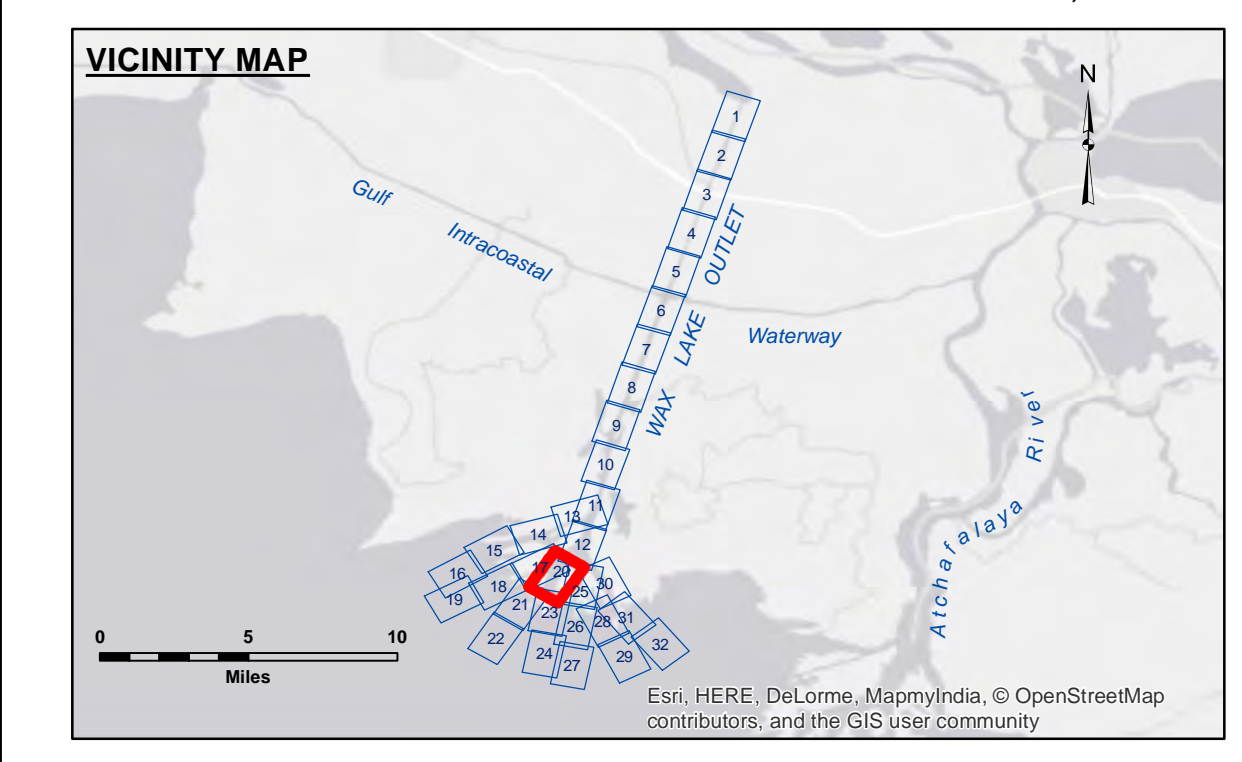 VICINITY MAP
N
1
2
3
4
5
6
7
8
9
10
11
12
13
14
15
16
17
18
19
20
21
22
23
24
25
26
27
28
29
30
31
32
Gulf
Intracoastal
Waterway
WAX LAKE OUTLET
Atchafalaya River
0 5 10
Miles
Esri, HERE, DeLorme, MapmyIndia, © OpenStreetMap
contributors, and the GIS user community